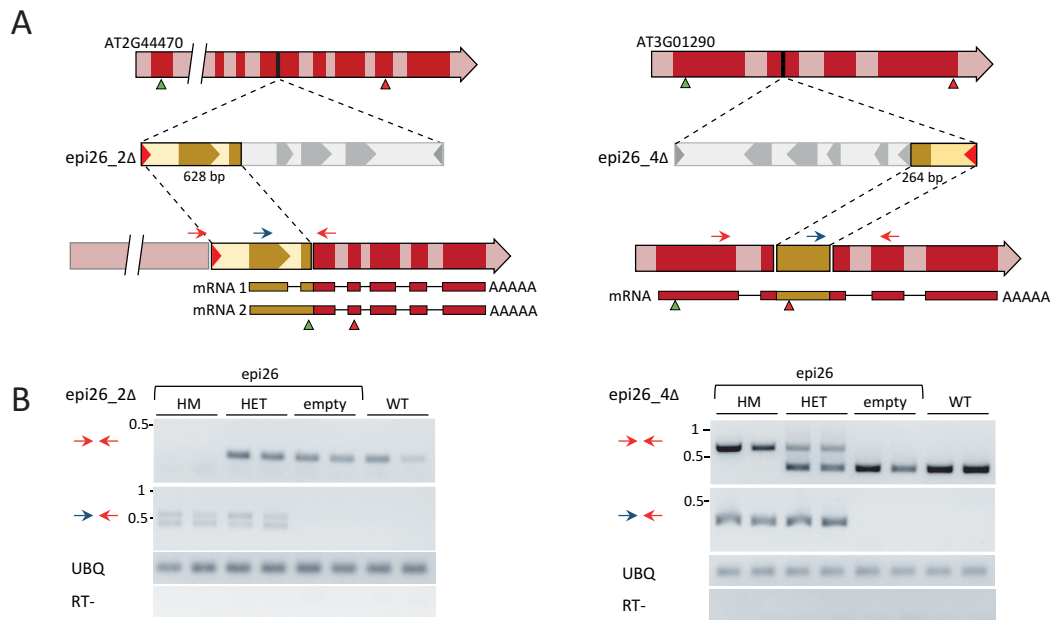 A
AT2G44470
AT3G01290
epi26_2Δ
628 bp
epi26_4Δ
264 bp
mRNA 1 AAAAA
mRNA 2 AAAAA
mRNA AAAAA
B
epi26_2Δ
epi26
HM HET empty WT
0.5
1
0.5
UBQ
RT-
epi26_4Δ
epi26
HM HET empty WT
1
0.5
0.5
UBQ
RT-